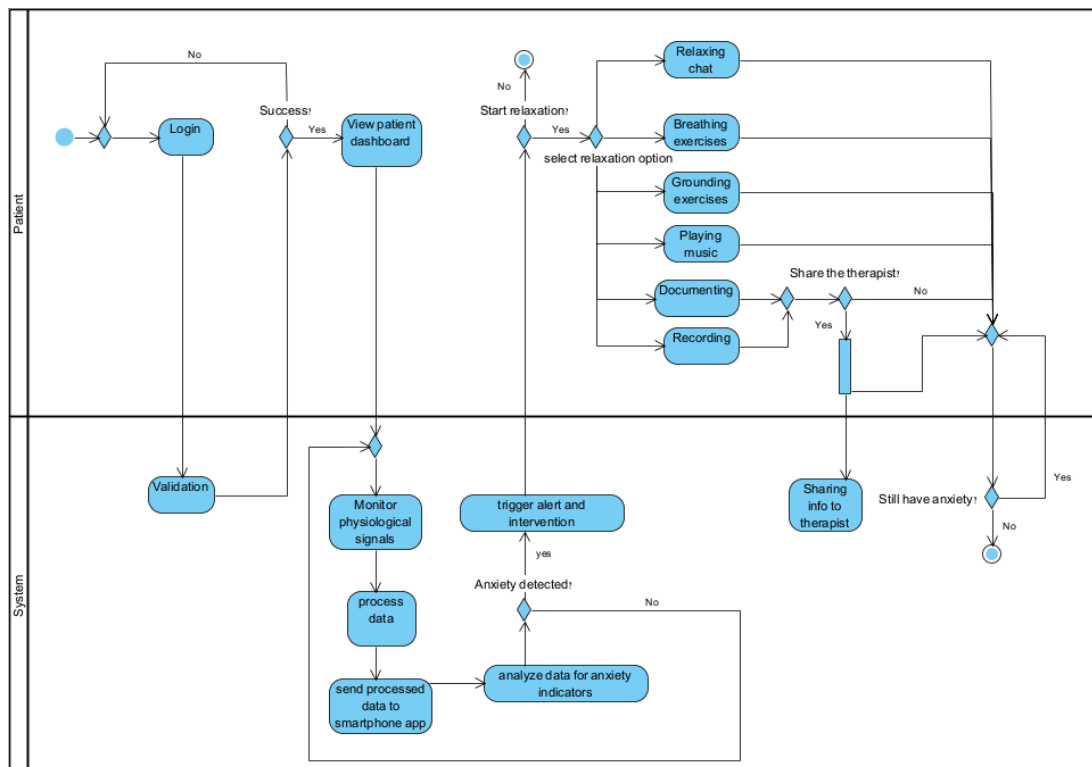 Patient
No
Login
Success?
Yes
View patient
dashboard
No
Start relaxation?
Yes
select relaxation option
Relaxing
chat
Breathing
exercises
Grounding
exercises
Playing
music
Documenting
Recording
Share the therapist?
No
Yes
System
Validation
Monitor
physiological
signals
process
data
send processed
data to
smartphone app
trigger alert and
intervention
yes
Anxiety detected?
No
analyze data for anxiety
indicators
Sharing
info to
therapist
Still have anxiety?
Yes
No